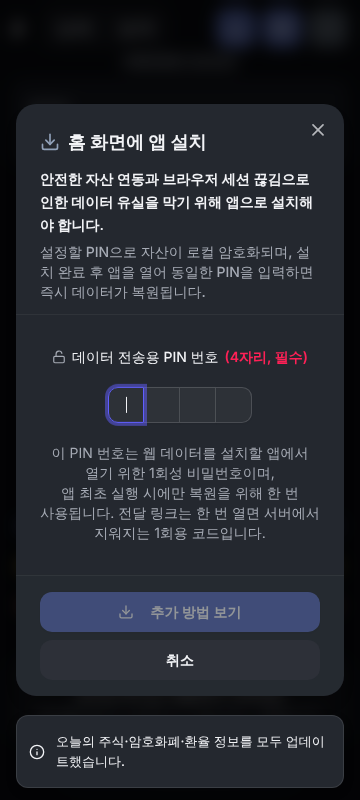 홈 화면에 앱 설치
안전한 자산 연동과 브라우저 세션 끊김으로
인한 데이터 유실을 막기 위해 앱으로 설치해
야 합니다.
설정할 PIN으로 자산이 로컬 암호화되며, 설
치 완료 후 앱을 열어 동일한 PIN을 입력하면
즉시 데이터가 복원됩니다.
데이터 전송용 PIN 번호 (4자리, 필수)
이 PIN 번호는 웹 데이터를 설치할 앱에서
열기 위한 1회성 비밀번호이며,
앱 최초 실행 시에만 복원을 위해 한 번
사용됩니다. 전달 링크는 한 번 열면 서버에서
지워지는 1회용 코드입니다.
추가 방법 보기
취소
오늘의 주식·암호화폐·환율 정보를 모두 업데이
트했습니다.